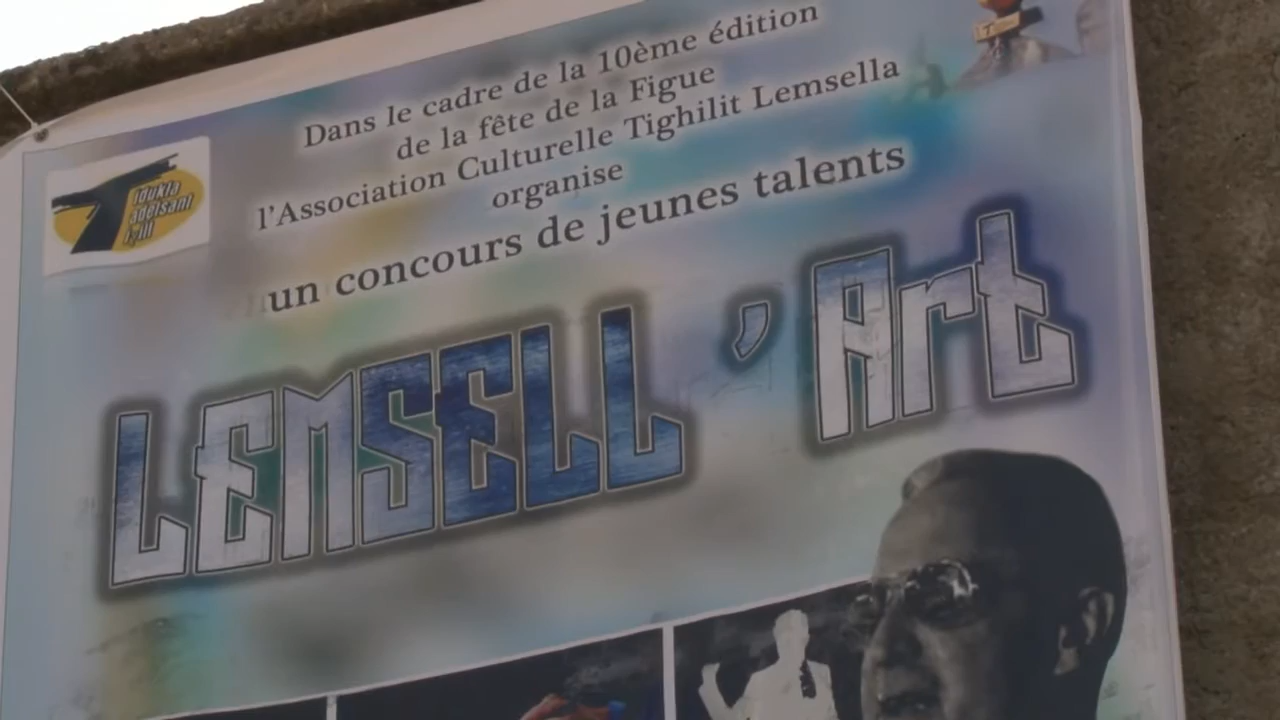 Dans le cadre de la 10ème édition
de la fête de la Figue
l'Association Culturelle Tighilit Lemsella
organise
un concours de jeunes talents
LEMSELL 'Art